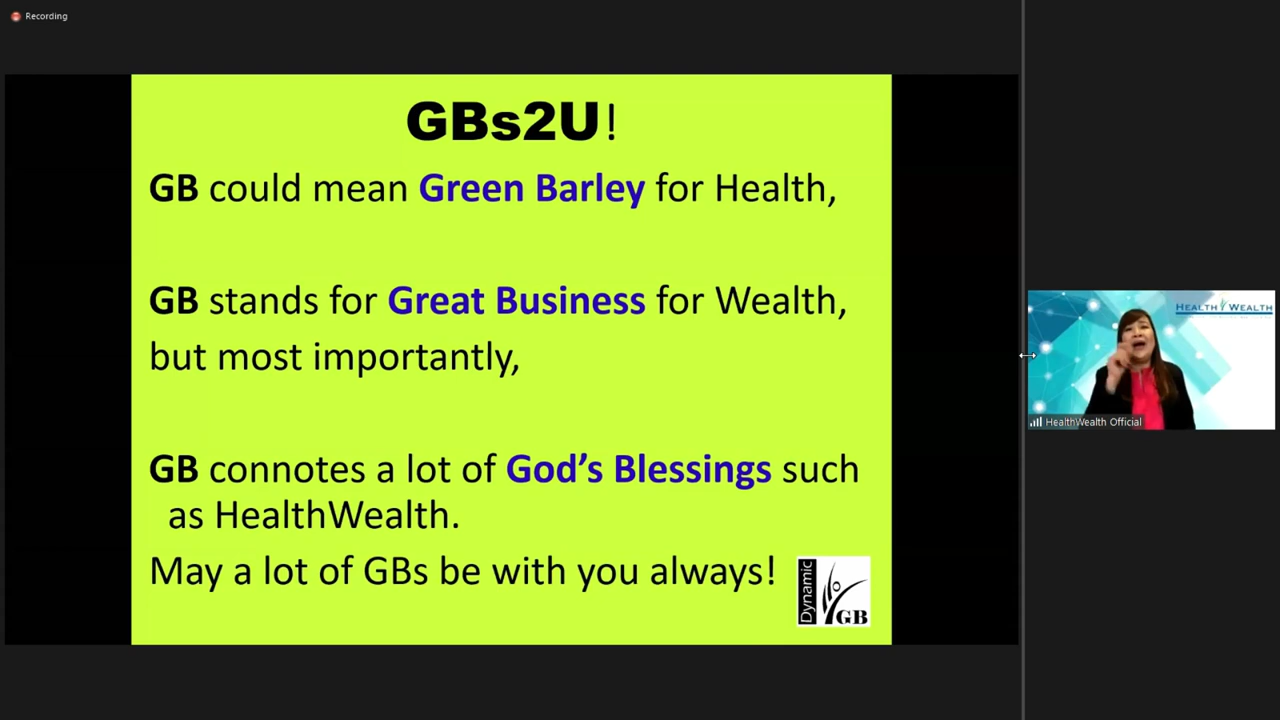 Recording
GBs2U!
GB could mean Green Barley for Health,
GB stands for Great Business for Wealth,
but most importantly,
GB connotes a lot of God’s Blessings such
as HealthWealth.
May a lot of GBs be with you always!
Dynamic
GB
HEALTH WEALTH
HealthWealth Official